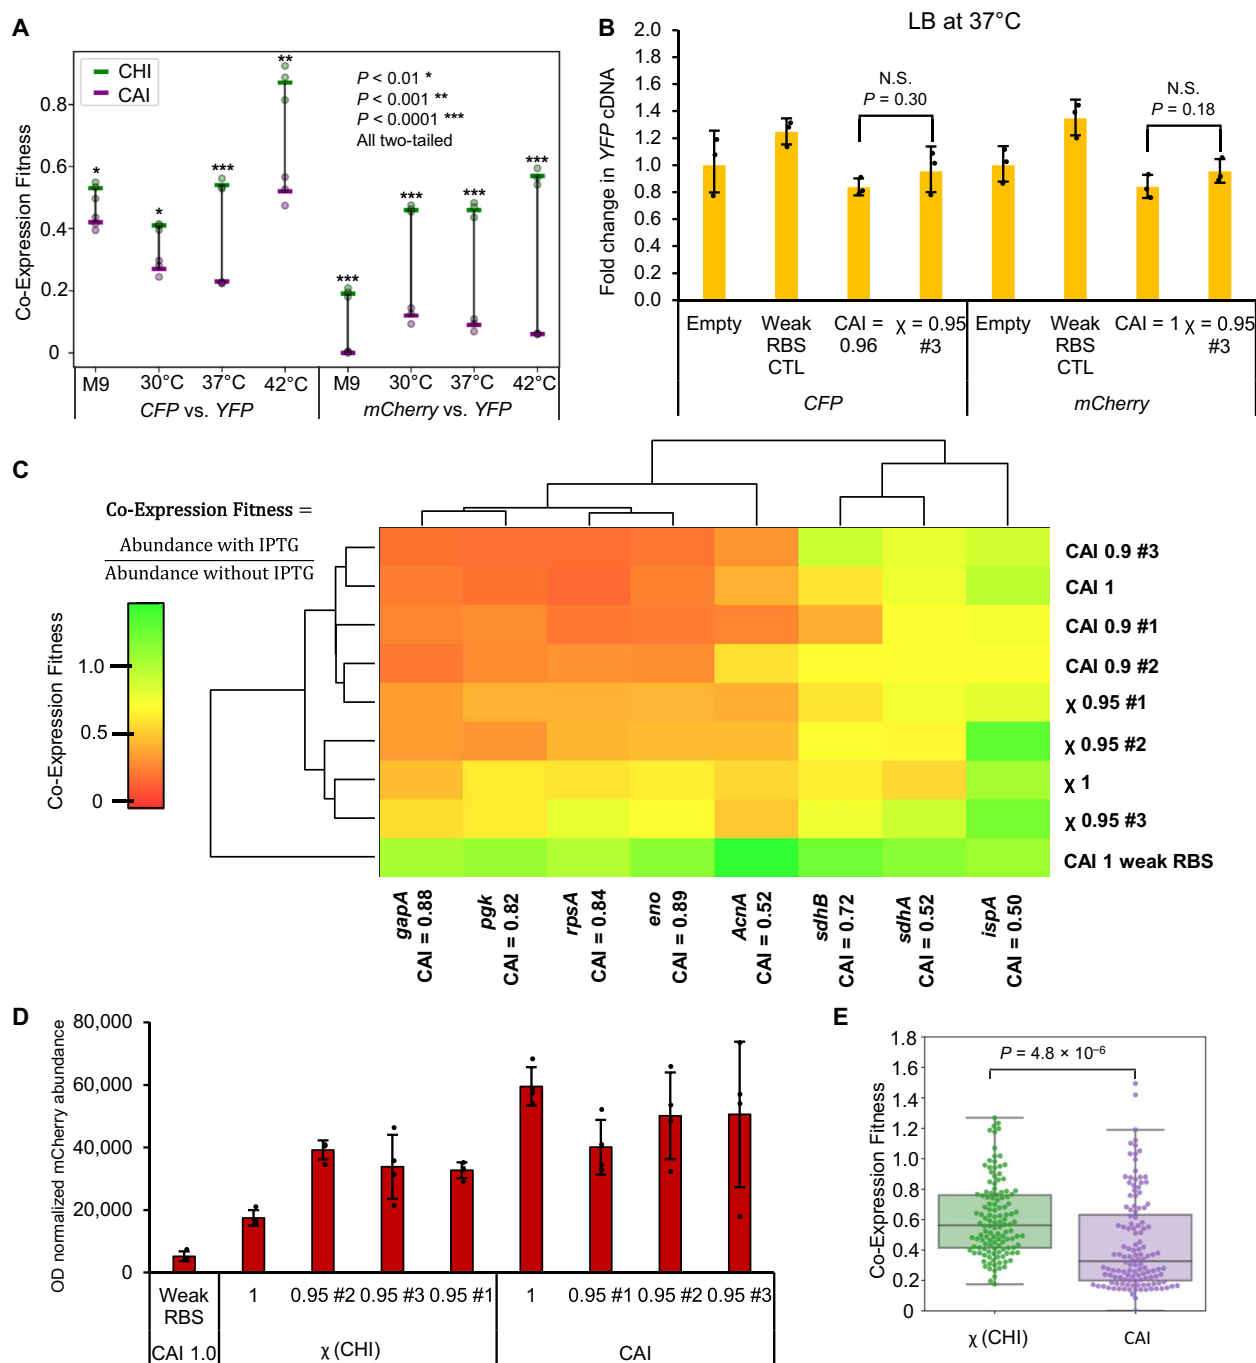 A
CHI
CAI
P < 0.01 *
P < 0.001 **
P < 0.0001 ***
All two-tailed
Co-Expression Fitness
0.8
0.6
0.4
0.2
0
*
*
***
**
***
***
***
***
M9
30°C
37°C
42°C
M9
30°C
37°C
42°C
CFP vs. YFP
mCherry vs. YFP
B
LB at 37°C
Fold change in YFP cDNA
2.0
1.8
1.6
1.4
1.2
1.0
0.8
0.6
0.4
0.2
0.0
N.S.
P = 0.30
N.S.
P = 0.18
Empty
Weak
RBS
CTL
CAI =
0.96
χ = 0.95
#3
Empty
Weak
RBS
CTL
CAI = 1
χ = 0.95
#3
CFP
mCherry
C
Co-Expression Fitness =
Abundance with IPTG
Abundance without IPTG
Co-Expression Fitness
1.0
0.5
0
CAI 0.9 #3
CAI 1
CAI 0.9 #1
CAI 0.9 #2
χ 0.95 #1
χ 0.95 #2
χ 1
χ 0.95 #3
CAI 1 weak RBS
gapA
CAI = 0.88
pgk
CAI = 0.82
rpsA
CAI = 0.84
eno
CAI = 0.89
AcnA
CAI = 0.52
sdhB
CAI = 0.72
sdhA
CAI = 0.52
ispA
CAI = 0.50
D
OD normalized mCherry abundance
80,000
60,000
40,000
20,000
0
Weak
RBS
1
0.95 #2
0.95 #3
0.95 #1
1
0.95 #1
0.95 #2
0.95 #3
CAI 1.0
χ (CHI)
CAI
E
Co-Expression Fitness
1.8
1.6
1.4
1.2
1.0
0.8
0.6
0.4
0.2
0
P = 4.8 × 10⁻⁶
χ (CHI)
CAI